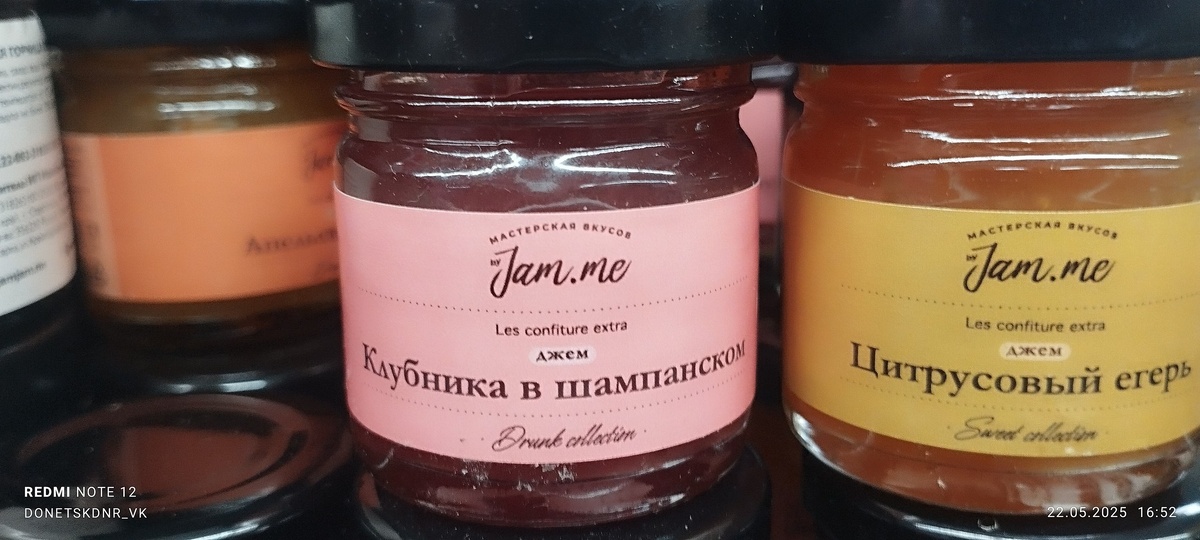 МАСТЕРСКАЯ ВКУСОВ
by Jam.me
Les confiture extra
джем
Клубника в шампанском
Drunk collection
МАСТЕРСКАЯ ВКУСОВ
by Jam.me
Les confiture extra
джем
Цитрусовый егерь
Sweet collection
REDMI NOTE 12
DONETSKDNR_VK
22.05.2025 16:52